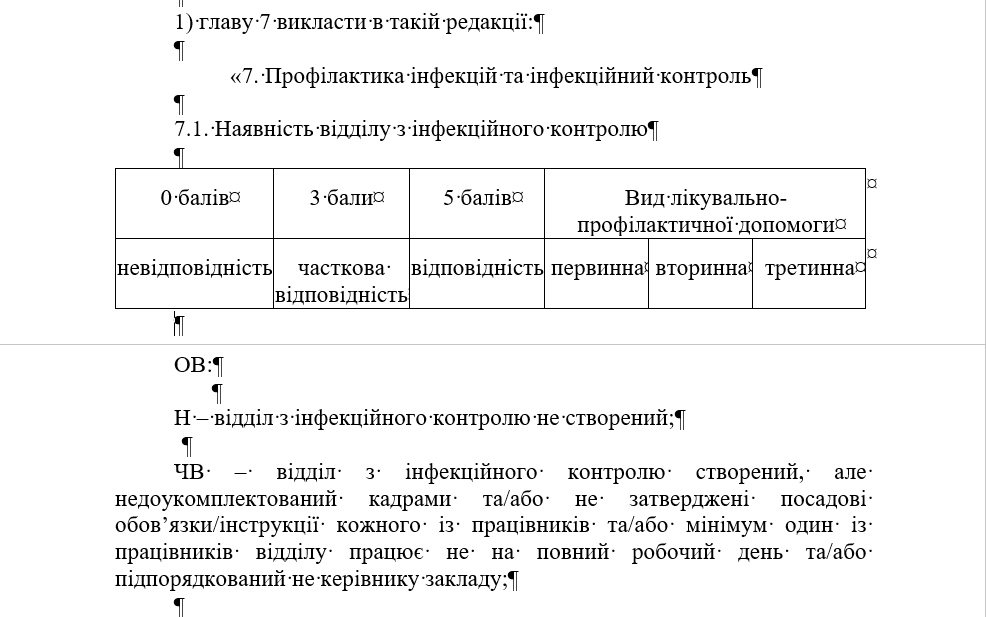 1) главу 7 викласти в такій редакції:
«7. Профілактика інфекцій та інфекційний контроль
7.1. Наявність відділу з інфекційного контролю
0 балів 3 бали 5 балів Вид лікувально-
профілактичної допомоги
невідповідність часткова відповідність первинна вторинна третинна
відповідність
ОВ:
Н – відділ з інфекційного контролю не створений;
ЧВ – відділ з інфекційного контролю створений, але
недоукомплектований кадрами та/або не затверджені посадові
обов’язки/інструкції кожного із працівників та/або мінімум один із
працівників відділу працює не на повний робочий день та/або
підпорядкований не керівнику закладу;